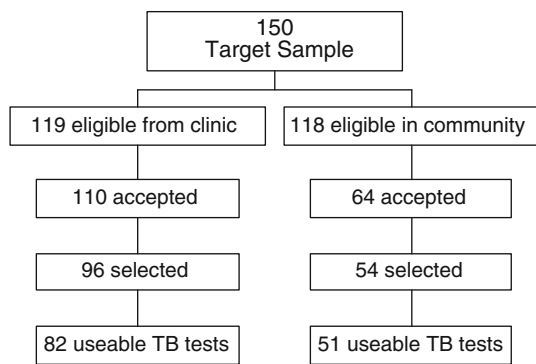 150
Target Sample
119 eligible from clinic
118 eligible in community
110 accepted
64 accepted
96 selected
54 selected
82 useable TB tests
51 useable TB tests